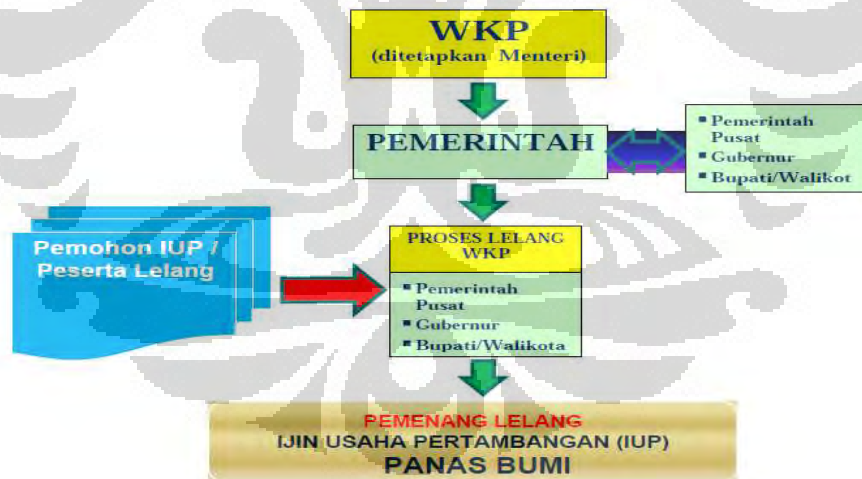 WKP
(ditetapkan Menteri)
PEMERINTAH
▪ Pemerintah
Pusat
▪ Gubernur
▪ Bupati/Walikot
Pemohon IUP /
Peserta Lelang
PROSES LELANG
WKP
▪ Pemerintah
Pusat
▪ Gubernur
▪ Bupati/Walikota
PEMENANG LELANG
IJIN USAHA PERTAMBANGAN (IUP)
PANAS BUMI